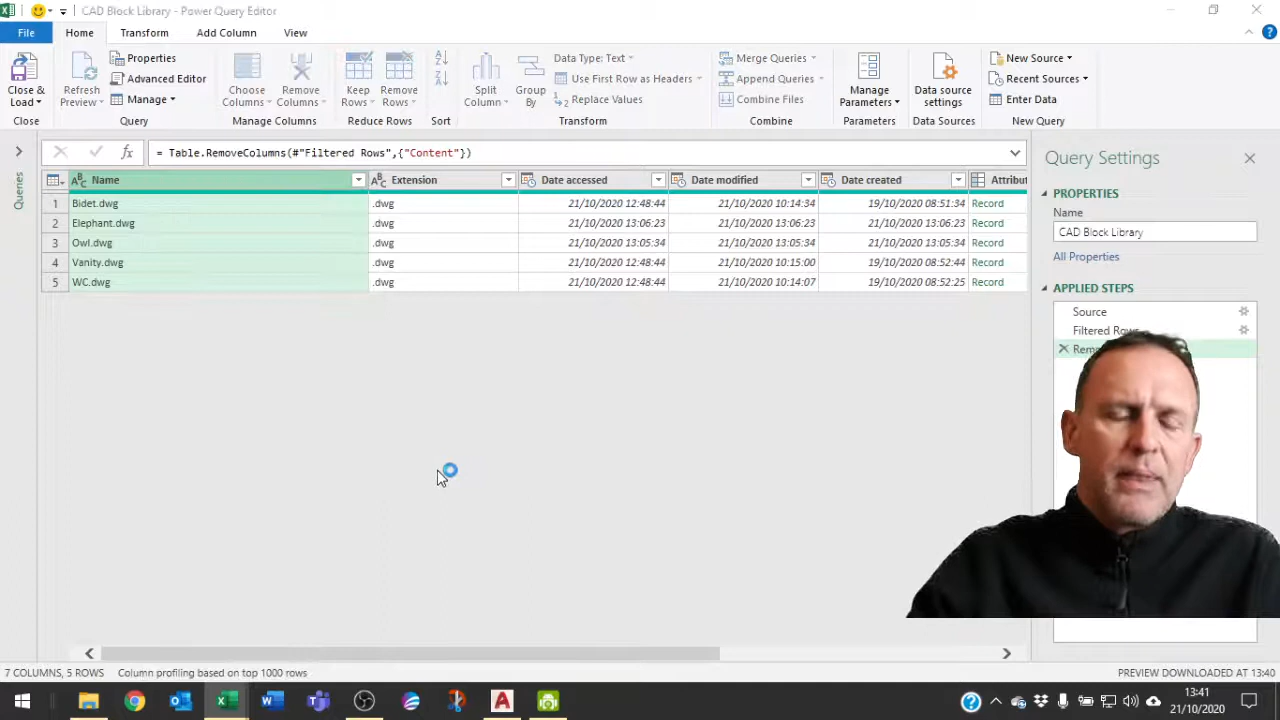 CAD Block Library - Power Query Editor
File Home Transform Add Column View
Close & Load
Refresh Preview
Properties
Advanced Editor
Manage
Query
Choose Columns
Remove Columns
Manage Columns
Keep Rows
Remove Rows
Reduce Rows
Sort
Split Column
Group By
Data Type: Text
Use First Row as Headers
Replace Values
Transform
Merge Queries
Append Queries
Combine Files
Combine
Manage Parameters
Parameters
Data source settings
Data Sources
New Source
Recent Sources
Enter Data
New Query
Close
Queries
fx = Table.RemoveColumns(#"Filtered Rows",{"Content"})
Name Extension Date accessed Date modified Date created Attribut
1 Bidet.dwg .dwg 21/10/2020 12:48:44 21/10/2020 10:14:34 19/10/2020 08:51:34 Record
2 Elephant.dwg .dwg 21/10/2020 13:06:23 21/10/2020 13:06:23 21/10/2020 13:06:23 Record
3 Owl.dwg .dwg 21/10/2020 13:05:34 21/10/2020 13:05:34 21/10/2020 13:05:34 Record
4 Vanity.dwg .dwg 21/10/2020 12:48:44 21/10/2020 10:15:00 19/10/2020 08:52:44 Record
5 WC.dwg .dwg 21/10/2020 12:48:44 21/10/2020 10:14:07 19/10/2020 08:52:25 Record
Query Settings
PROPERTIES
Name
CAD Block Library
All Properties
APPLIED STEPS
Source
Filtered Rows
7 COLUMNS, 5 ROWS Column profiling based on top 1000 rows
PREVIEW DOWNLOADED AT 13:40
13:41
21/10/2020